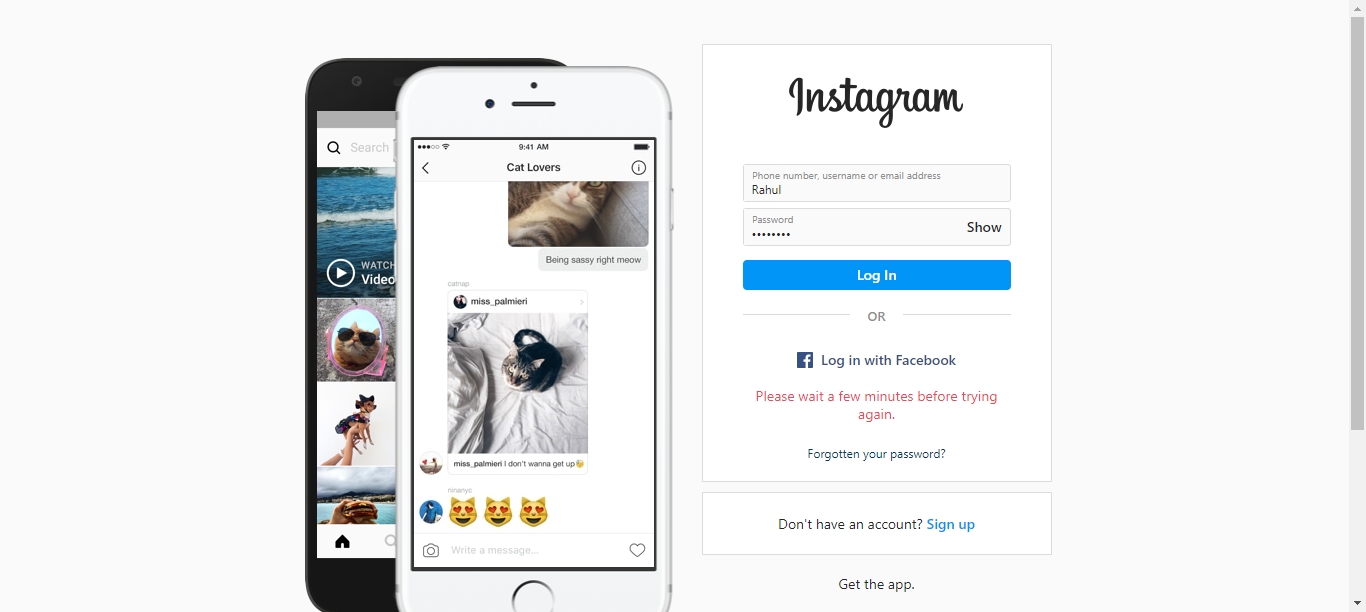 Search
WATCH
Video
9:41 AM
Cat Lovers
Being sassy right meow
catnap
miss_palmieri
miss_palmieri I don't wanna get up😪
ninanyc
😻 😻 😻
Write a message...
Instagram
Phone number, username or email address
Rahul
Password
••••••••
Show
Log In
OR
Log in with Facebook
Please wait a few minutes before trying
again.
Forgotten your password?
Don't have an account? Sign up
Get the app.